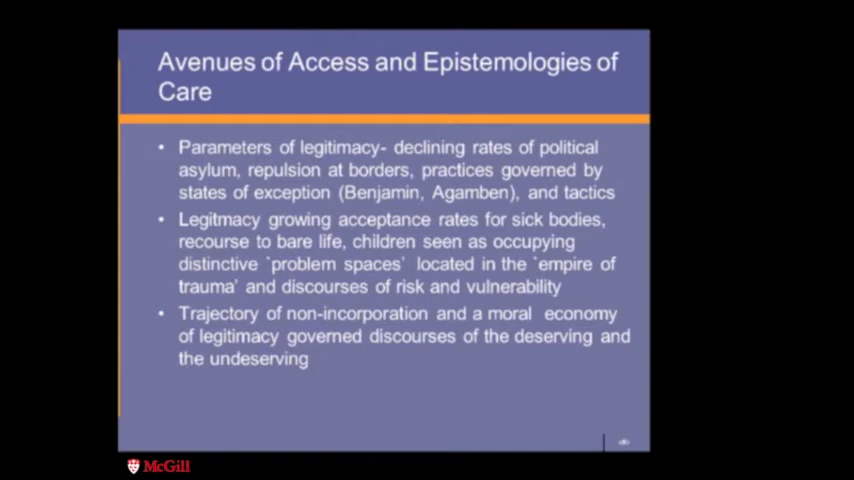 Avenues of Access and Epistemologies of
Care
• Parameters of legitimacy- declining rates of political
asylum, repulsion at borders, practices governed by
states of exception (Benjamin, Agamben), and tactics
• Legitmacy growing acceptance rates for sick bodies,
recourse to bare life, children seen as occupying
distinctive `problem spaces' located in the `empire of
trauma' and discourses of risk and vulnerability
• Trajectory of non-incorporation and a moral economy
of legitimacy governed discourses of the deserving and
the undeserving
McGill